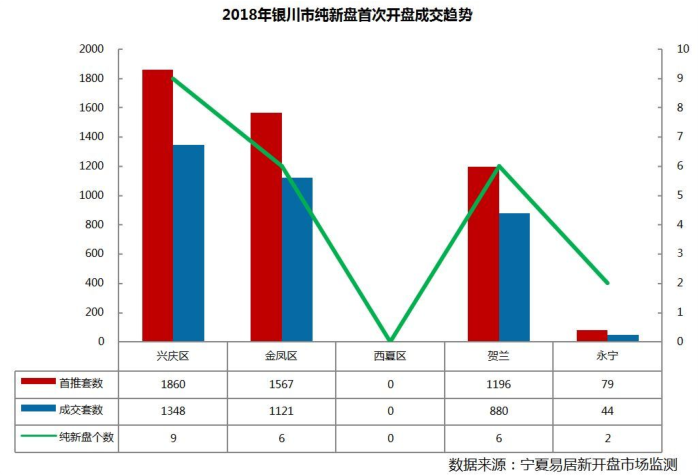 2018年银川市纯新盘首次开盘成交趋势
2000 10
1800 9
1600 8
1400 7
1200 6
1000 5
800 4
600 3
400 2
200 1
0 0
兴庆区 金凤区 西夏区 贺兰 永宁
首推套数 1860 1567 0 1196 79
成交套数 1348 1121 0 880 44
纯新盘个数 9 6 0 6 2
数据来源：宁夏易居新开盘市场监测